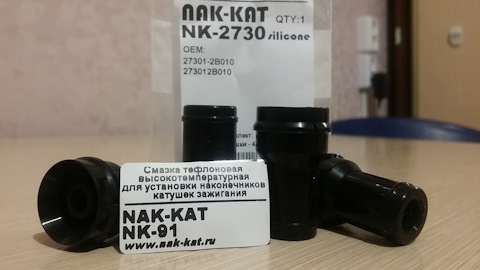 NAK-KAT QTY:1
NK-2730 silicone
OEM:
27301-2B010
273012B010
Смазка тефлоновая
высокотемпературная
для установки наконечников
катушек зажигания
NAK-KAT
NK-91
www.nak-kat.ru